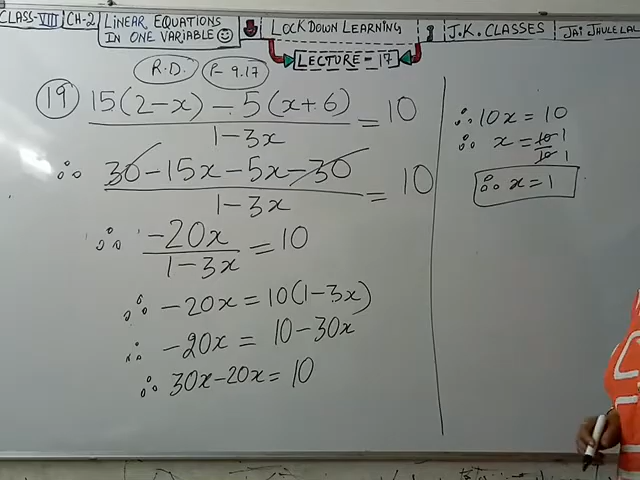 CLASS-VIII CH-2 LINEAR EQUATIONS IN ONE VARIABLE☺ LOCKDOWN LEARNING J.K. CLASSES JAI JHULELAL
LECTURE-17
R.D. P-9.17
19 15(2-x) - 5(x+6) / 1-3x = 10
∴ 30-15x-5x-30 / 1-3x = 10
∴ -20x / 1-3x = 10
∴ -20x = 10(1-3x)
∴ -20x = 10-30x
∴ 30x-20x = 10
∴ 10x = 10
∴ x = 10 1 / 10 1
∴ x = 1